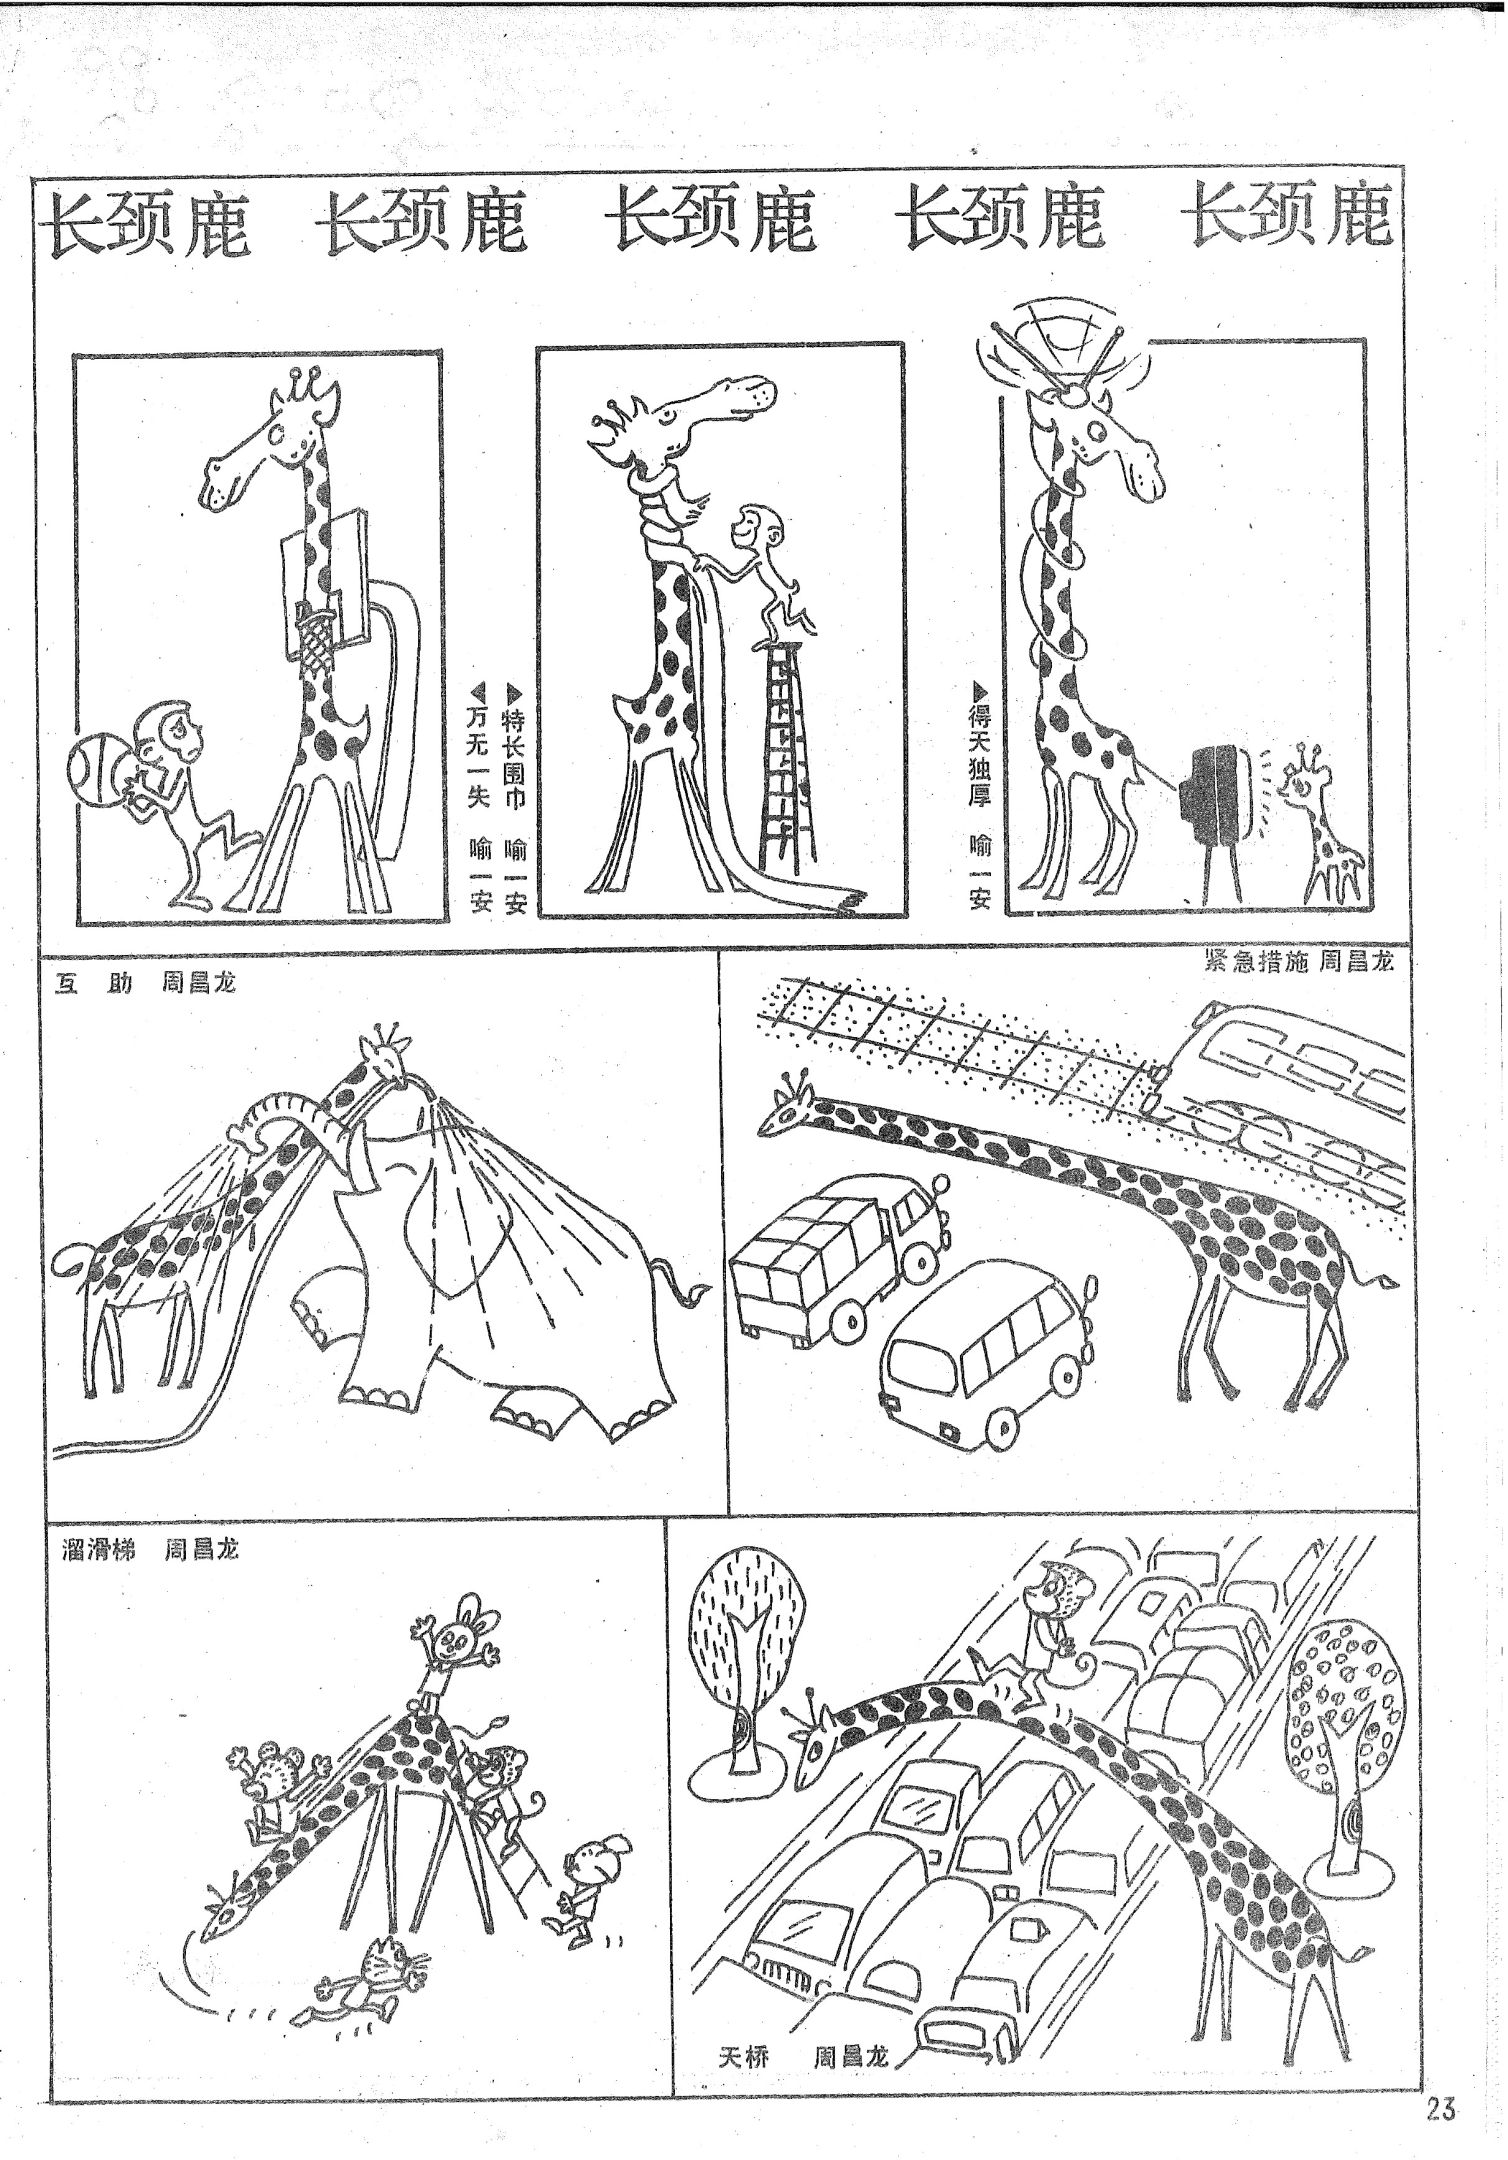 长颈鹿 长颈鹿 长颈鹿 长颈鹿 长颈鹿
◀万无一失 喻一安
▶特长围巾 喻一安
▶得天独厚 喻一安
互 助 周昌龙
紧急措施 周昌龙
溜滑梯 周昌龙
天桥 周昌龙
23